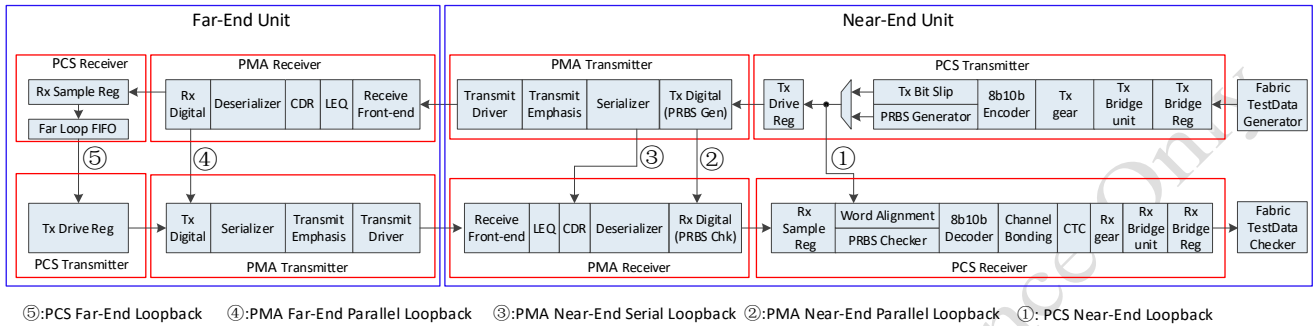 Far-End Unit
Near-End Unit
PCS Receiver
PMA Receiver
PMA Transmitter
PCS Transmitter
Rx Sample Reg
Far Loop FIFO
Rx
Digital
Deserializer
CDR
LEQ
Receive
Front-end
Transmit
Driver
Transmit
Emphasis
Serializer
Tx Digital
(PRBS Gen)
Tx
Drive
Reg
Tx Bit Slip
PRBS Generator
8b10b
Encoder
Tx
gear
Tx
Bridge
unit
Tx
Bridge
Reg
Fabric
TestData
Generator
⑤
④
③
②
①
Tx Drive Reg
Tx
Digital
Serializer
Transmit
Emphasis
Transmit
Driver
Receive
Front-end
LEQ
CDR
Deserializer
Rx Digital
(PRBS Chk)
Rx
Sample
Reg
Word Alignment
PRBS Checker
8b10b
Decoder
Channel
Bonding
CTC
Rx
gear
Rx
Bridge
unit
Rx
Bridge
Reg
Fabric
TestData
Checker
PCS Transmitter
PMA Transmitter
PMA Receiver
PCS Receiver
⑤:PCS Far-End Loopback ④:PMA Far-End Parallel Loopback ③:PMA Near-End Serial Loopback ②:PMA Near-End Parallel Loopback ①: PCS Near-End Loopback